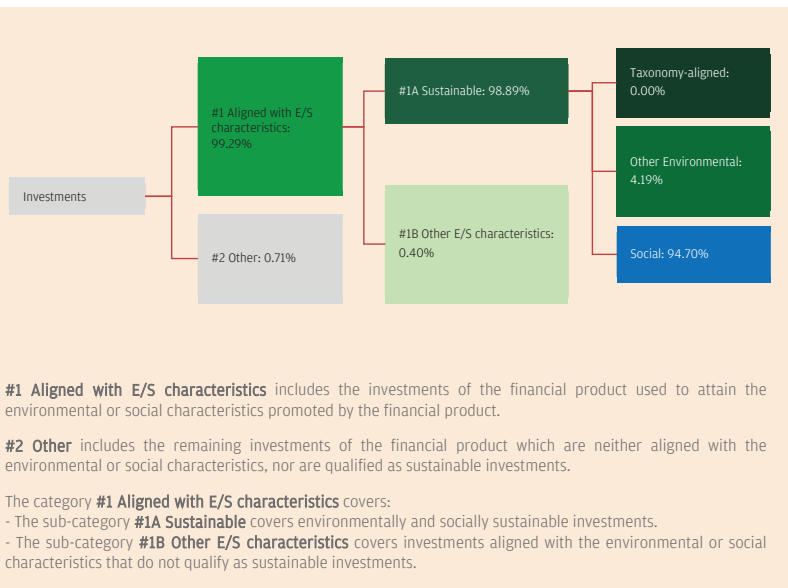 Investments
#1 Aligned with E/S
characteristics:
99.29%
#2 Other: 0.71%
#1A Sustainable: 98.89%
#1B Other E/S characteristics:
0.40%
Taxonomy-aligned:
0.00%
Other Environmental:
4.19%
Social: 94.70%
#1 Aligned with E/S characteristics includes the investments of the financial product used to attain the
environmental or social characteristics promoted by the financial product.
#2 Other includes the remaining investments of the financial product which are neither aligned with the
environmental or social characteristics, nor are qualified as sustainable investments.
The category #1 Aligned with E/S characteristics covers:
- The sub-category #1A Sustainable covers environmentally and socially sustainable investments.
- The sub-category #1B Other E/S characteristics covers investments aligned with the environmental or social
characteristics that do not qualify as sustainable investments.